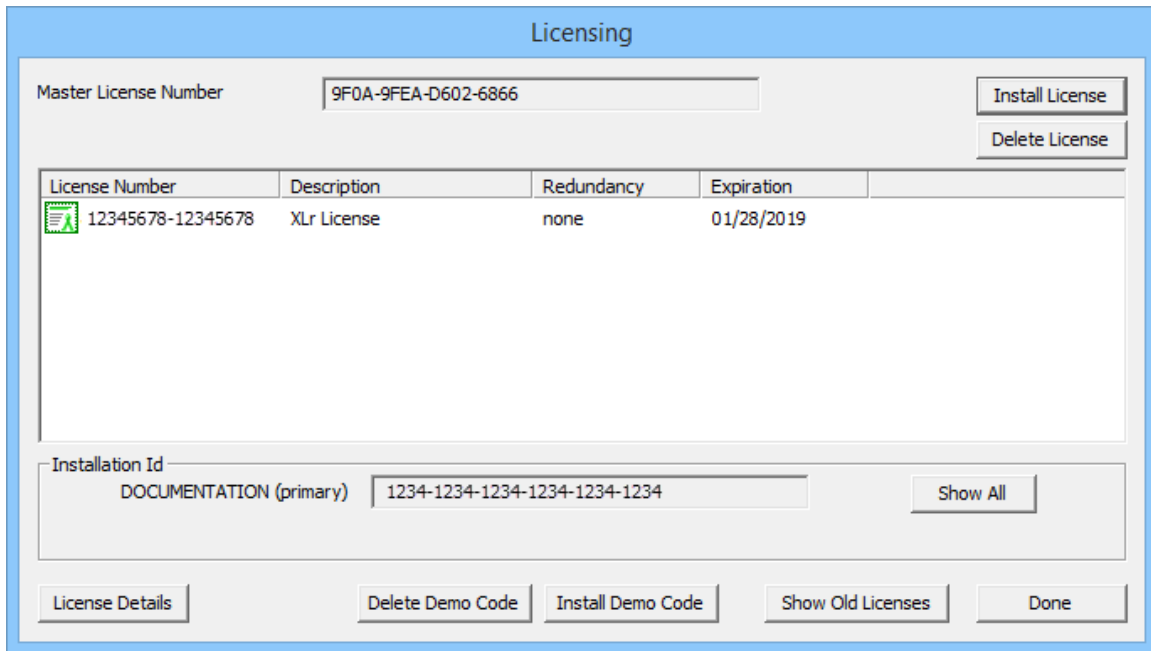 Licensing
Master License Number 9F0A-9FEA-D602-6866 Install License
Delete License
License Number Description Redundancy Expiration
12345678-12345678 XLr License none 01/28/2019
Installation Id
DOCUMENTATION (primary) 1234-1234-1234-1234-1234-1234 Show All
License Details Delete Demo Code Install Demo Code Show Old Licenses Done